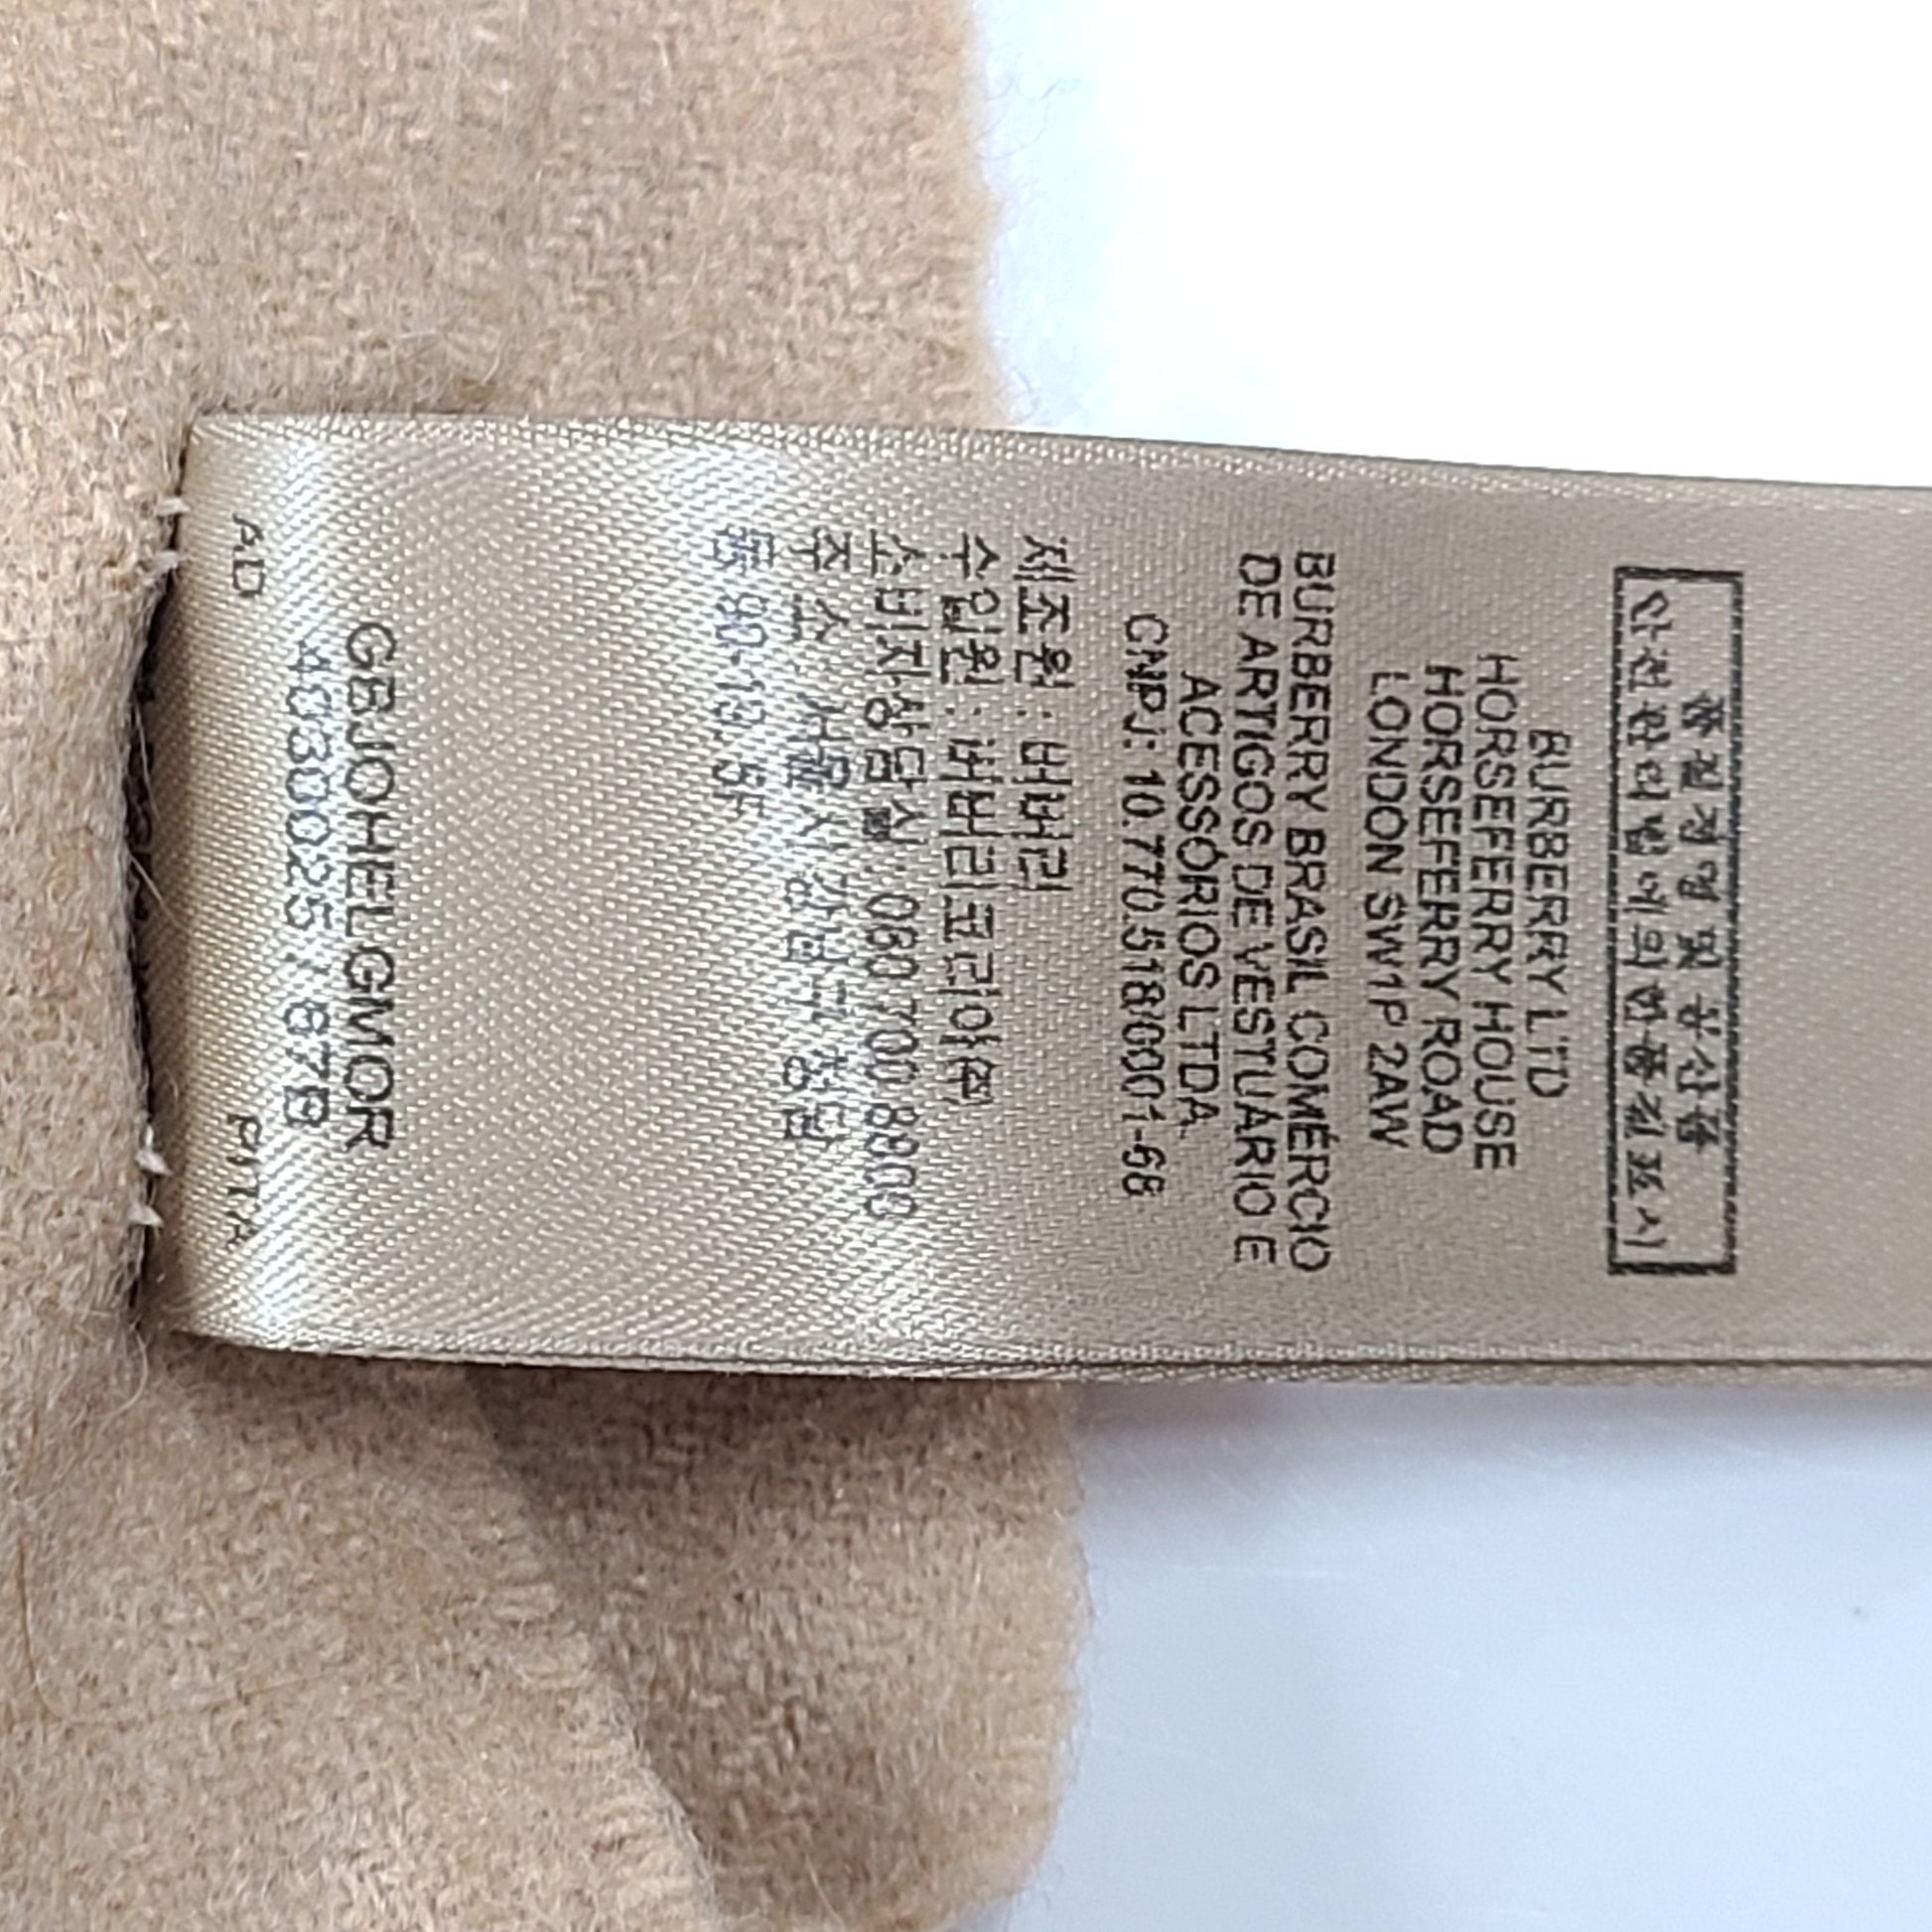 품질경영 및 공산품
안전관리법에의한 품질표시
BURBERRY LTD
HORSEFERRY HOUSE
HORSEFERRY ROAD
LONDON SW1P 2AW
BURBERRY BRASIL COMÉRCIO
DE ARTIGOS DE VESTUÁRIO E
ACESSÓRIOS LTDA.
CNPJ: 10.770.518/0001-68
제조원 : 버버리
수입원 : 버버리코리아㈜
소비자상담실 : 080 700 8800
주 소 : 서울시 강남구 청담
동 90-13, 5F
GBJOHELGMOR
4030025 / 87B
AD PITA